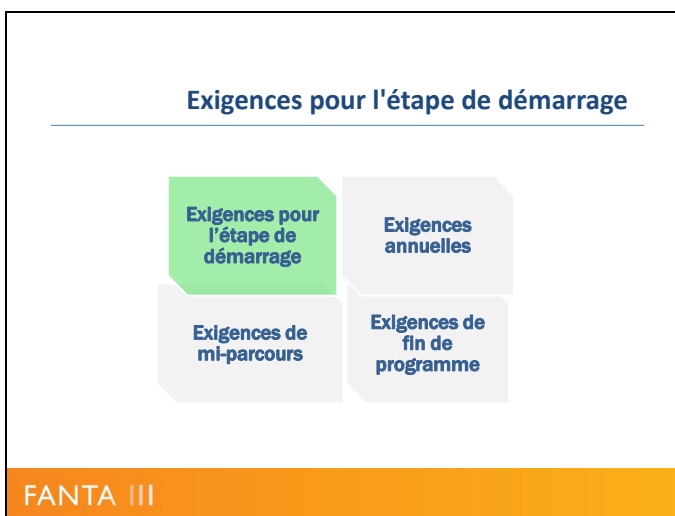 Exigences pour l'étape de démarrage
Exigences pour
l’étape de
démarrage
Exigences
annuelles
Exigences de
mi-parcours
Exigences de
fin de
programme
FANTA III